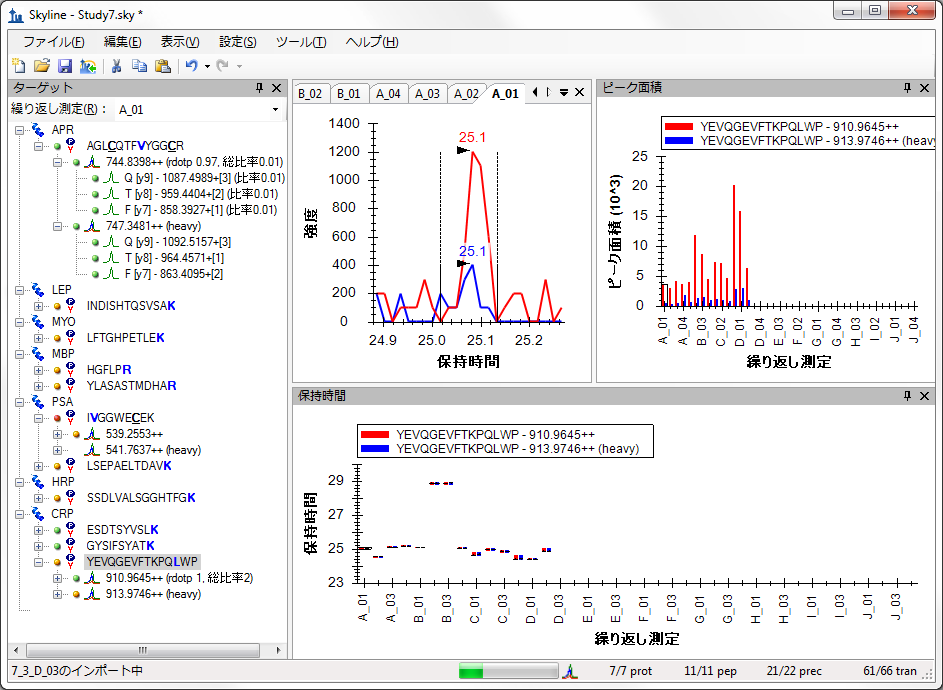 Skyline - Study7.sky *
ファイル(F) 編集(E) 表示(V) 設定(S) ツール(T) ヘルプ(H)
ターゲット
繰り返し測定(R)： A_01
APR
AGLCQTFVYGGCR
744.8398++ (rdotp 0.97, 総比率0.01)
Q [y9] - 1087.4989+[3] (比率0.01)
T [y8] - 959.4404+[2] (比率0.01)
F [y7] - 858.3927+[1] (比率0.01)
747.3481++ (heavy)
Q [y9] - 1092.5157+[3]
T [y8] - 964.4571+[1]
F [y7] - 863.4095+[2]
LEP
INDISHTQSVSAK
MYO
LFTGHPETLEK
MBP
HGFLPR
YLASASTMDHAR
PSA
IVGGWECEK
539.2553++
541.7637++ (heavy)
LSEPAELTDAVK
HRP
SSDLVALSGGHTFGK
CRP
ESDTSYVSLK
GYSIFSYATK
YEVQGEVFTKPQLWP
910.9645++ (rdotp 1, 総比率2)
913.9746++ (heavy)
B_02 B_01 A_04 A_03 A_02 A_01
1400
1200
1000
800
600
400
200
0
強度
25.1
25.1
24.9 25.0 25.1 25.2
保持時間
ピーク面積
YEVQGEVFTKPQLWP - 910.9645++
YEVQGEVFTKPQLWP - 913.9746++ (heavy
25
20
15
10
5
0
ピーク面積 (10^3)
A_01 A_04 B_03 C_02 D_01 D_04 E_03 F_02 G_01 G_04 H_03 I_02 J_01 J_04
繰り返し測定
保持時間
YEVQGEVFTKPQLWP - 910.9645++
YEVQGEVFTKPQLWP - 913.9746++ (heavy)
29
27
25
23
保持時間
A_01 A_03 B_01 B_03 C_01 C_03 D_01 D_03 E_01 E_03 F_01 F_03 G_01 G_03 H_01 H_03 I_01 I_03 J_01 J_03
繰り返し測定
7_3_D_03のインポート中 7/7 prot 11/11 pep 21/22 prec 61/66 tran